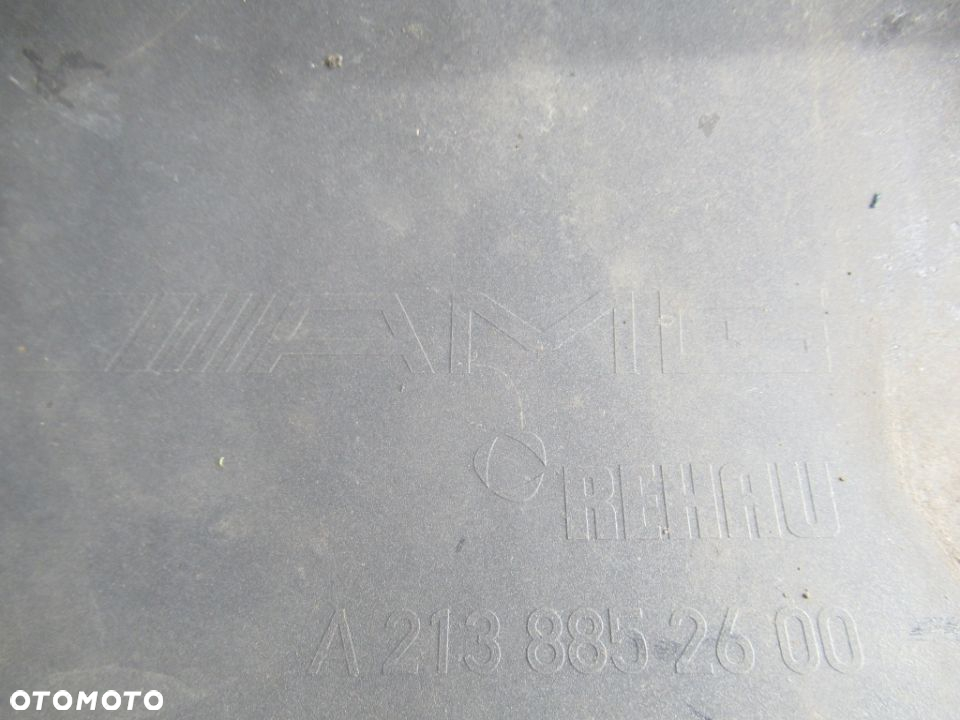 AMG
REHAU
A 213 885 26 00
OTOMOTO